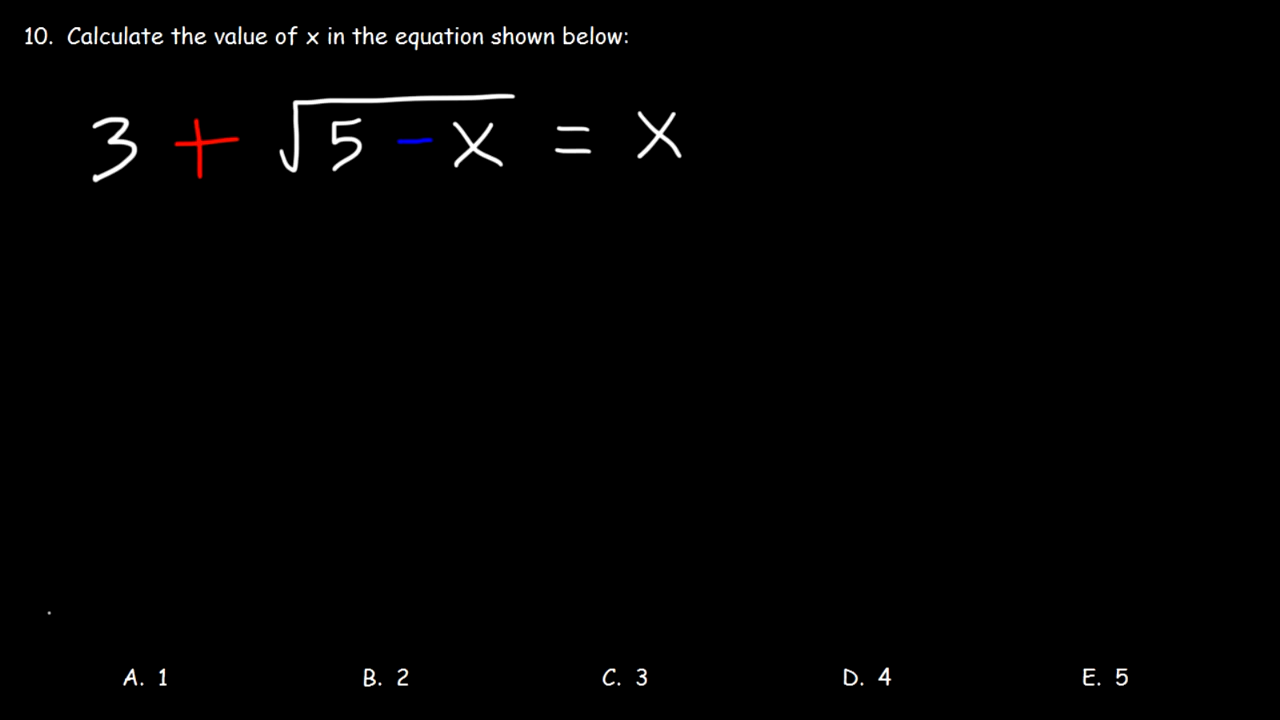 10. Calculate the value of x in the equation shown below:
3 + √5 - x = x
A. 1 B. 2 C. 3 D. 4 E. 5